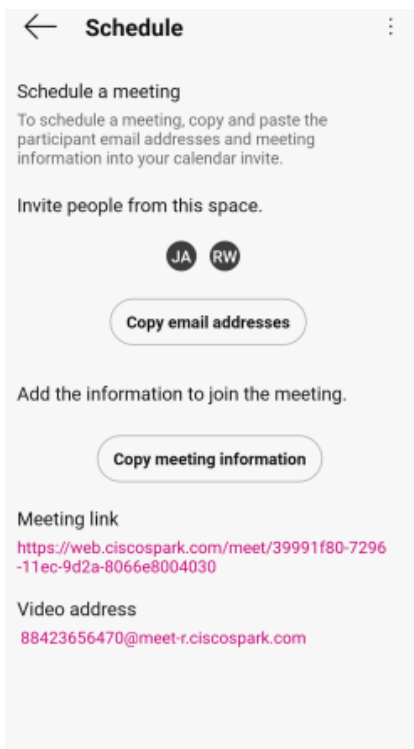 Schedule
Schedule a meeting
To schedule a meeting, copy and paste the
participant email addresses and meeting
information into your calendar invite.
Invite people from this space.
JA RW
Copy email addresses
Add the information to join the meeting.
Copy meeting information
Meeting link
https://web.ciscospark.com/meet/39991f80-7296
-11ec-9d2a-8066e8004030
Video address
88423656470@meet-r.ciscospark.com